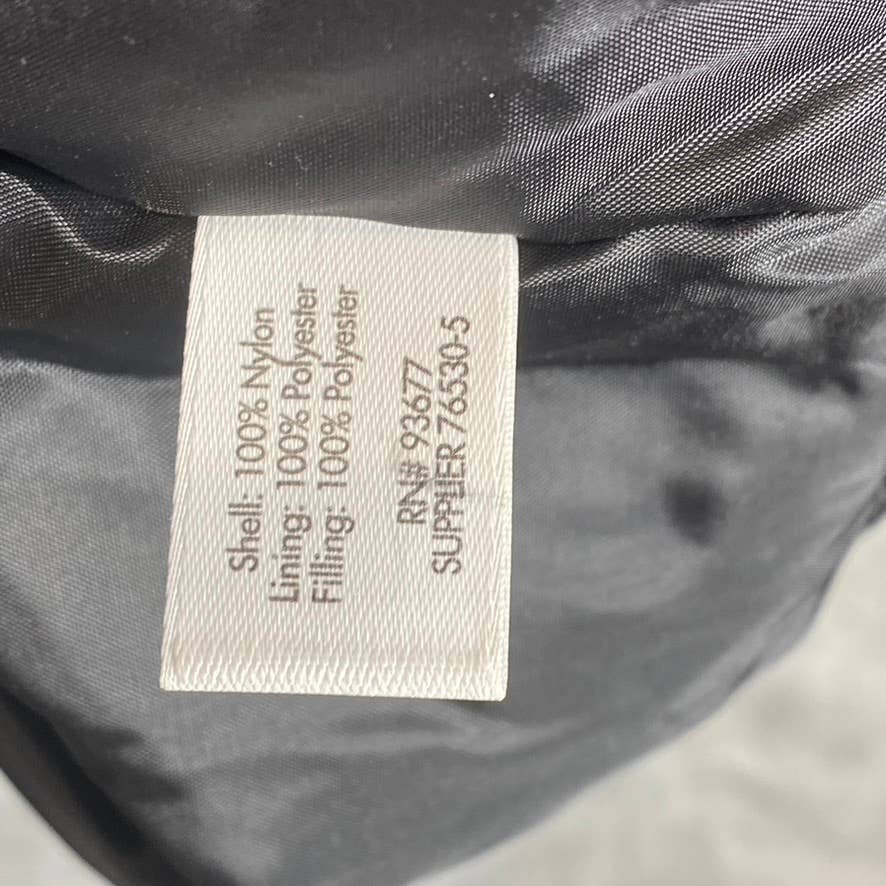 Shell: 100% Nylon
Lining: 100% Polyester
Filling: 100% Polyester
RN# 93677
SUPPLIER 76530-5